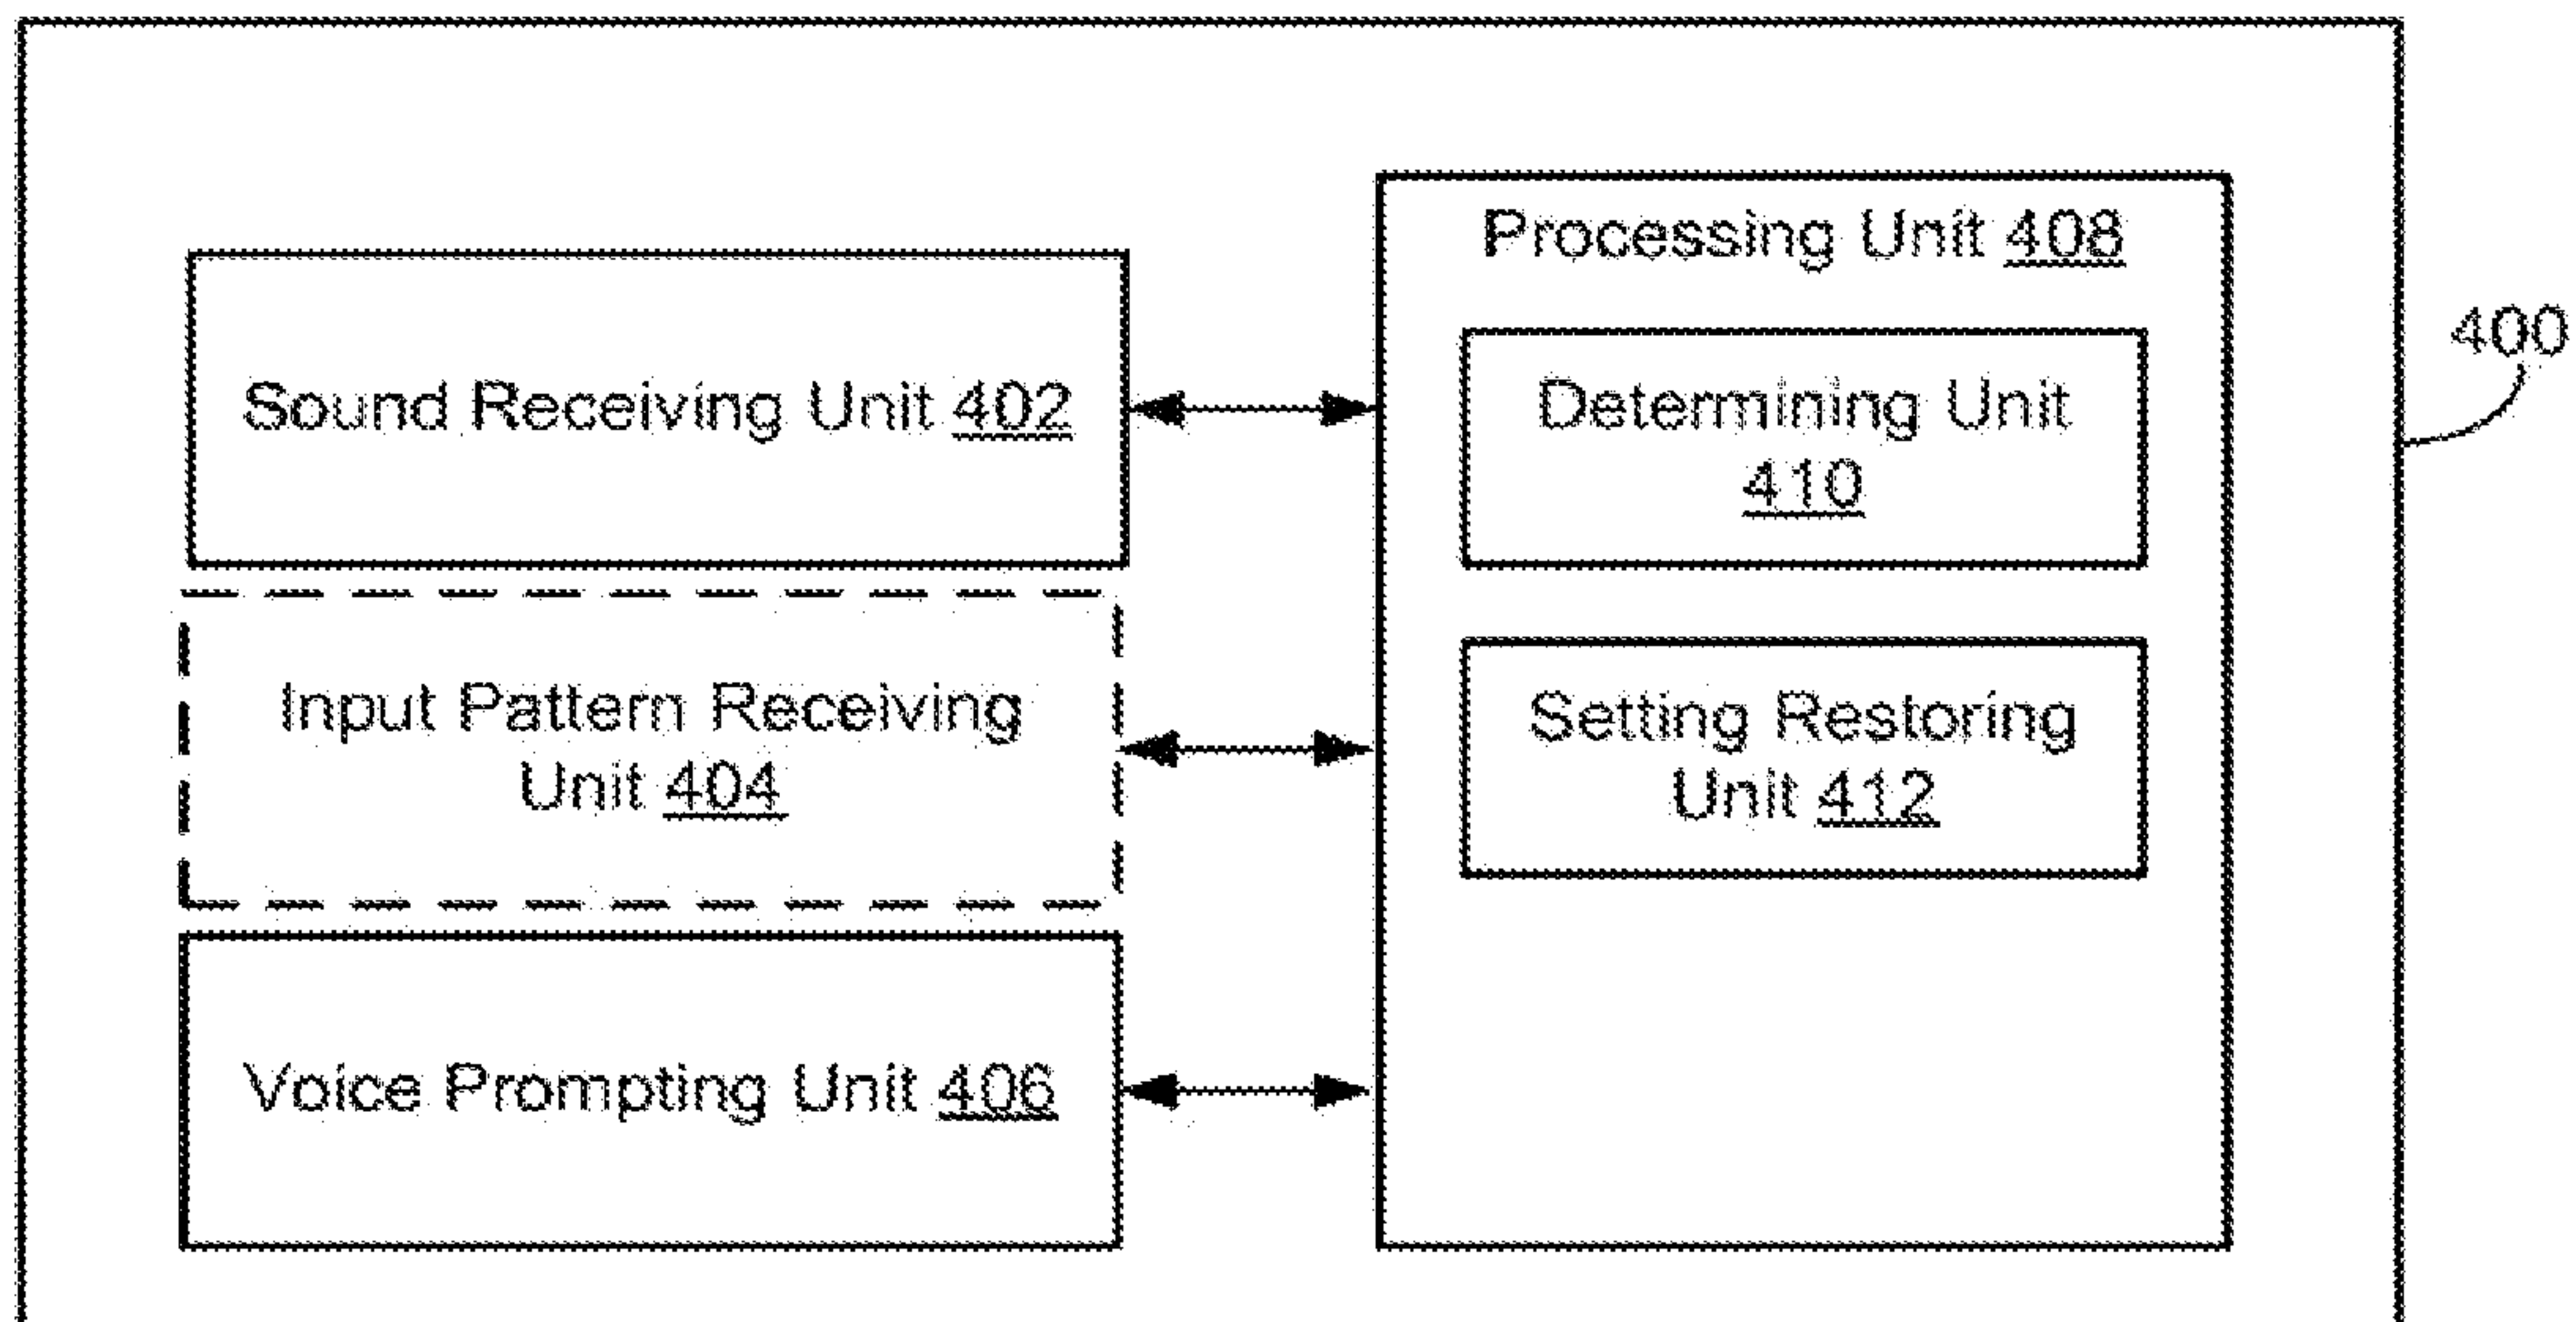 Processing Unit 408
400
Sound Receiving Unit 402
Determining Unit
410
Input Pattern Receiving
Unit 404
Setting Restoring
Unit 412
Voice Prompting Unit 406